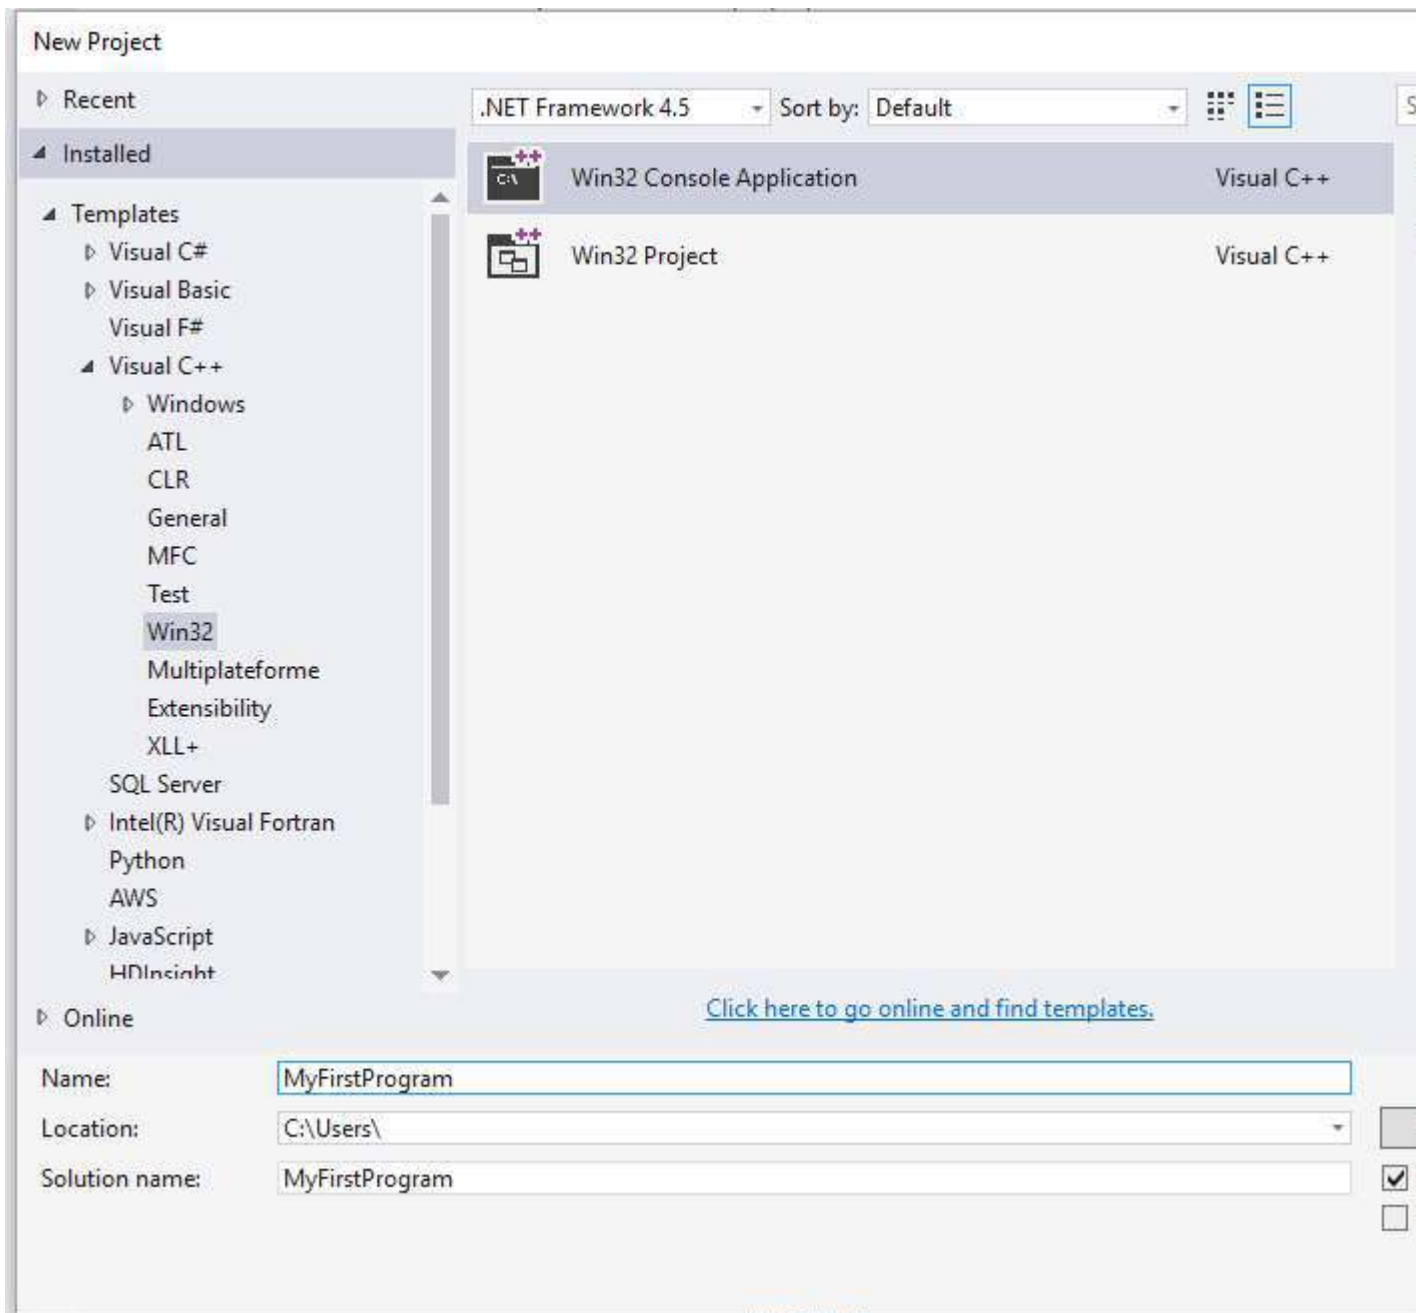 New Project
Recent
.NET Framework 4.5 Sort by: Default
Installed
Templates
Visual C#
Visual Basic
Visual F#
Visual C++
Windows
ATL
CLR
General
MFC
Test
Win32
Multiplateforme
Extensibility
XLL+
SQL Server
Intel(R) Visual Fortran
Python
AWS
JavaScript
HDInsight
Online
C:\
Win32 Console Application Visual C++
Win32 Project Visual C++
Click here to go online and find templates.
Name: MyFirstProgram
Location: C:\Users\
Solution name: MyFirstProgram